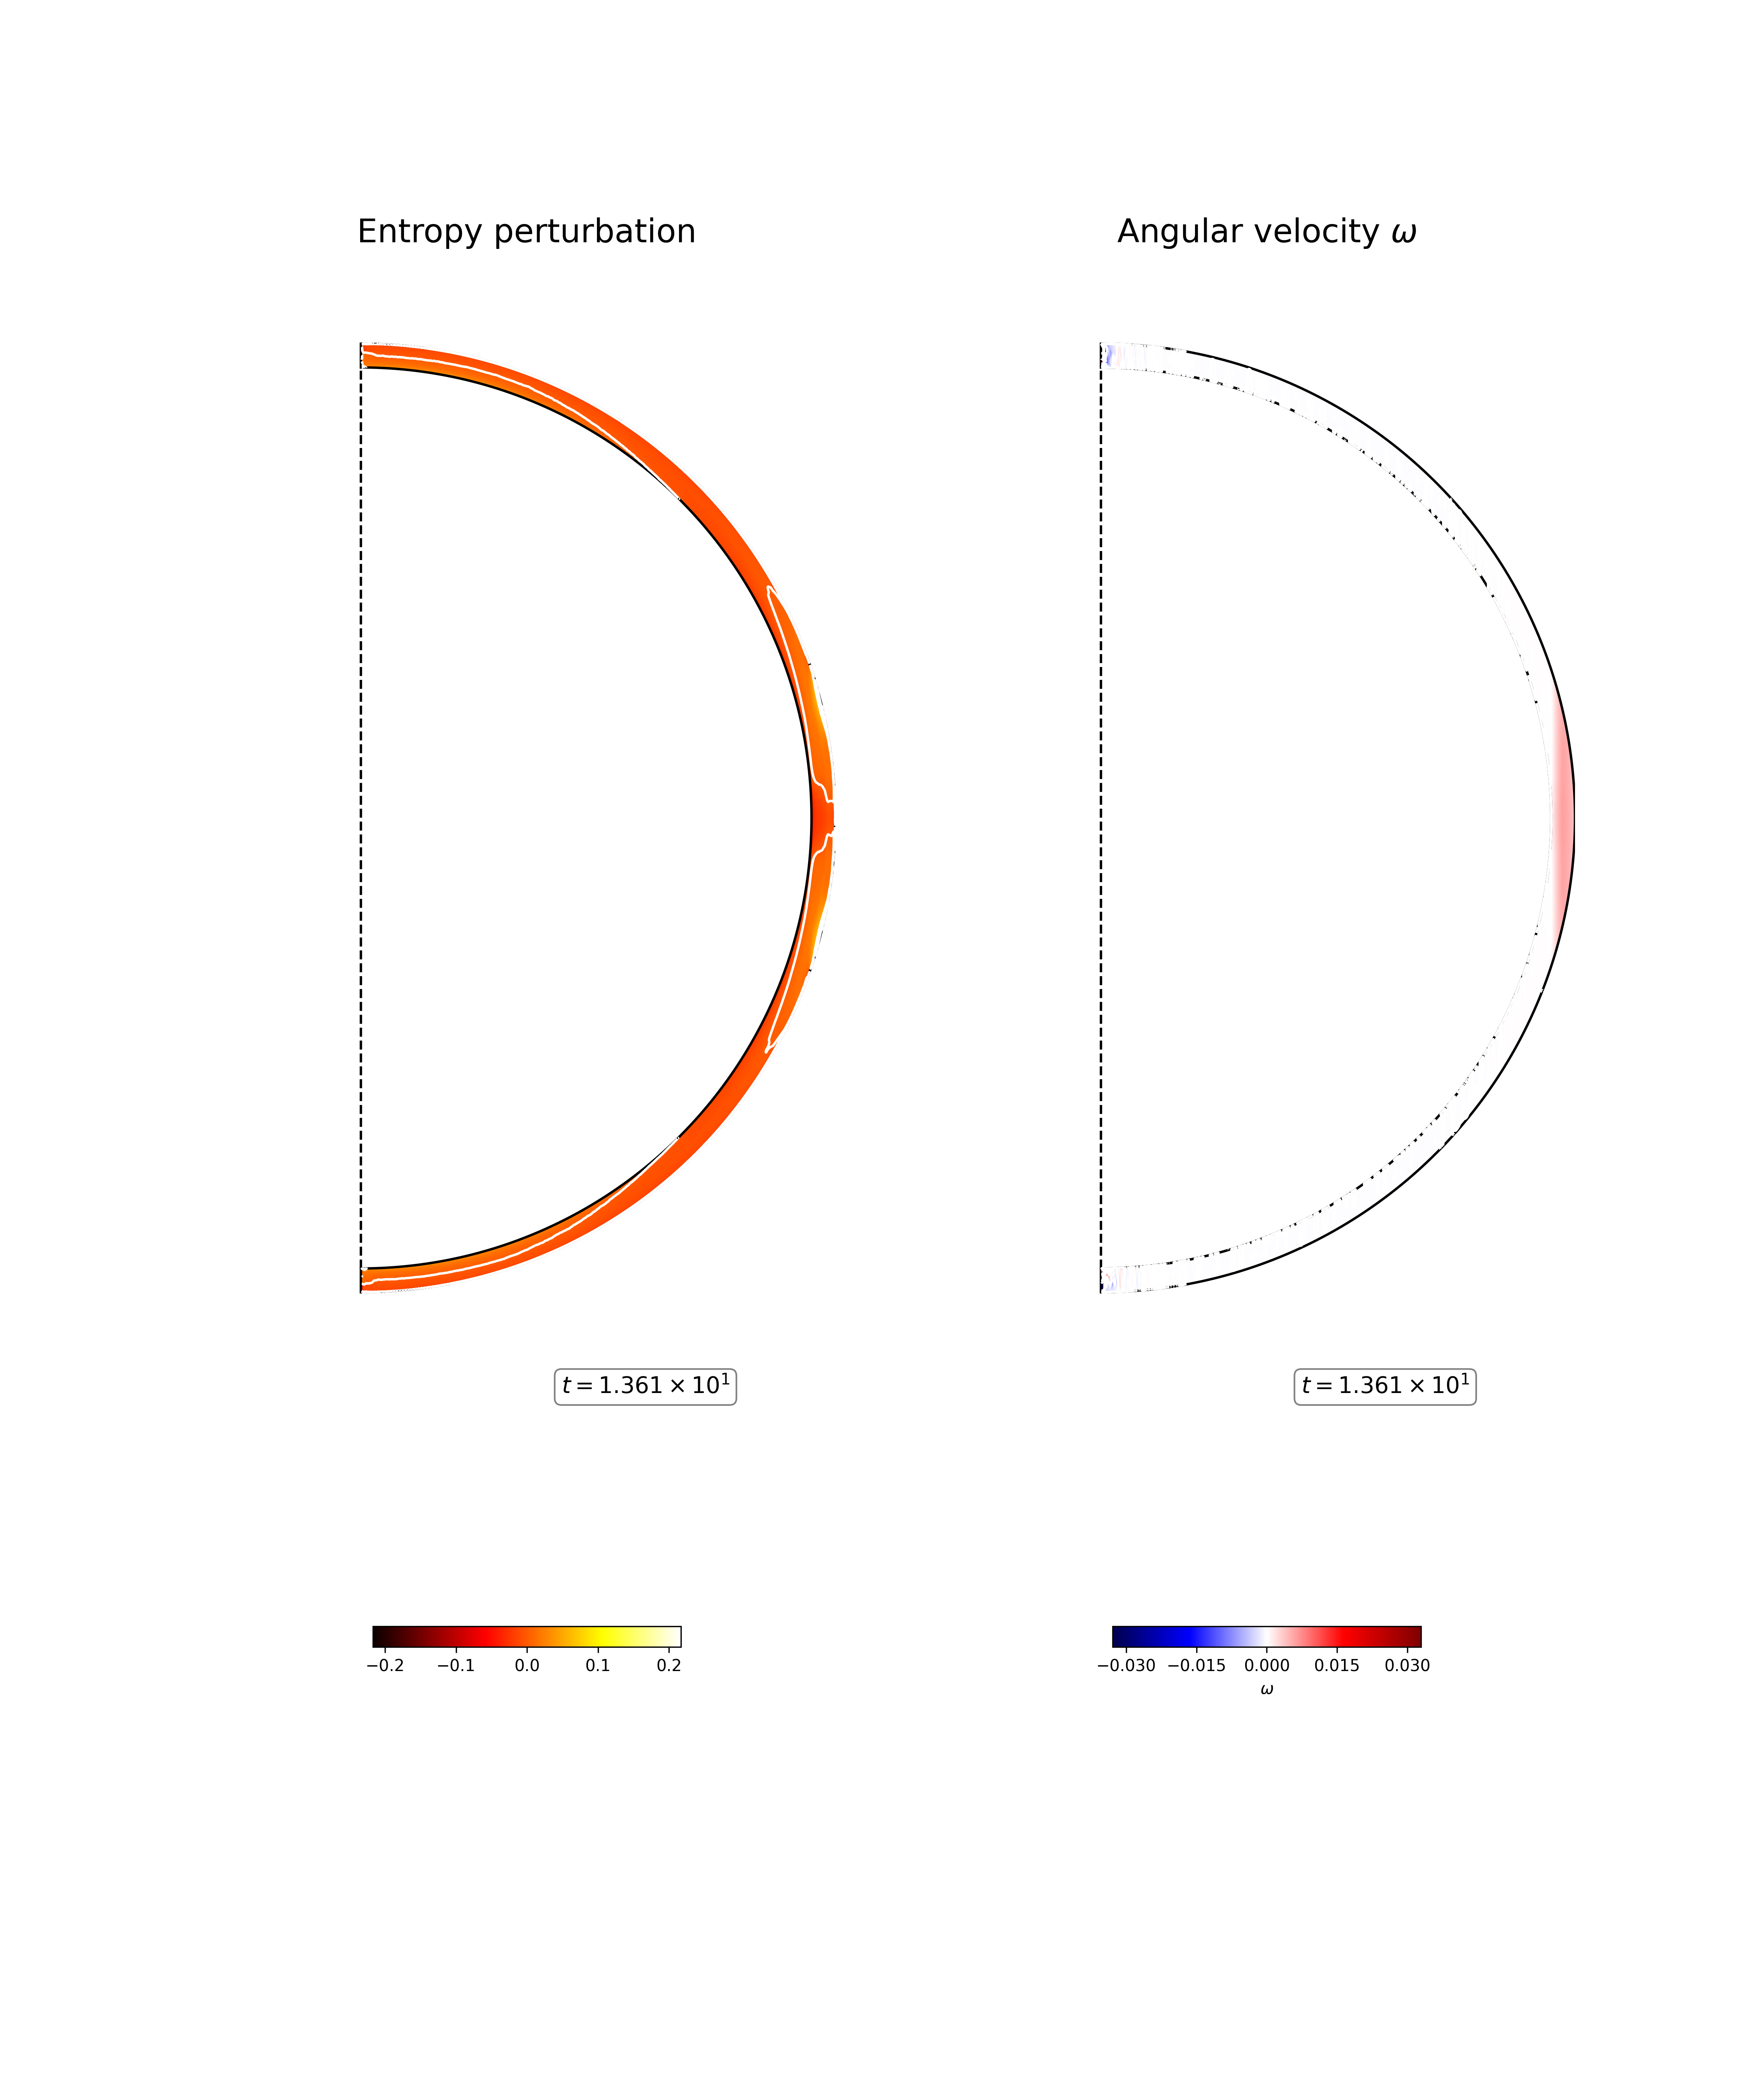 Entropy perturbation
Angular velocity ω
t = 1.361 × 10¹
t = 1.361 × 10¹
−0.2 −0.1 0.0 0.1 0.2
−0.030 −0.015 0.000 0.015 0.030
ω